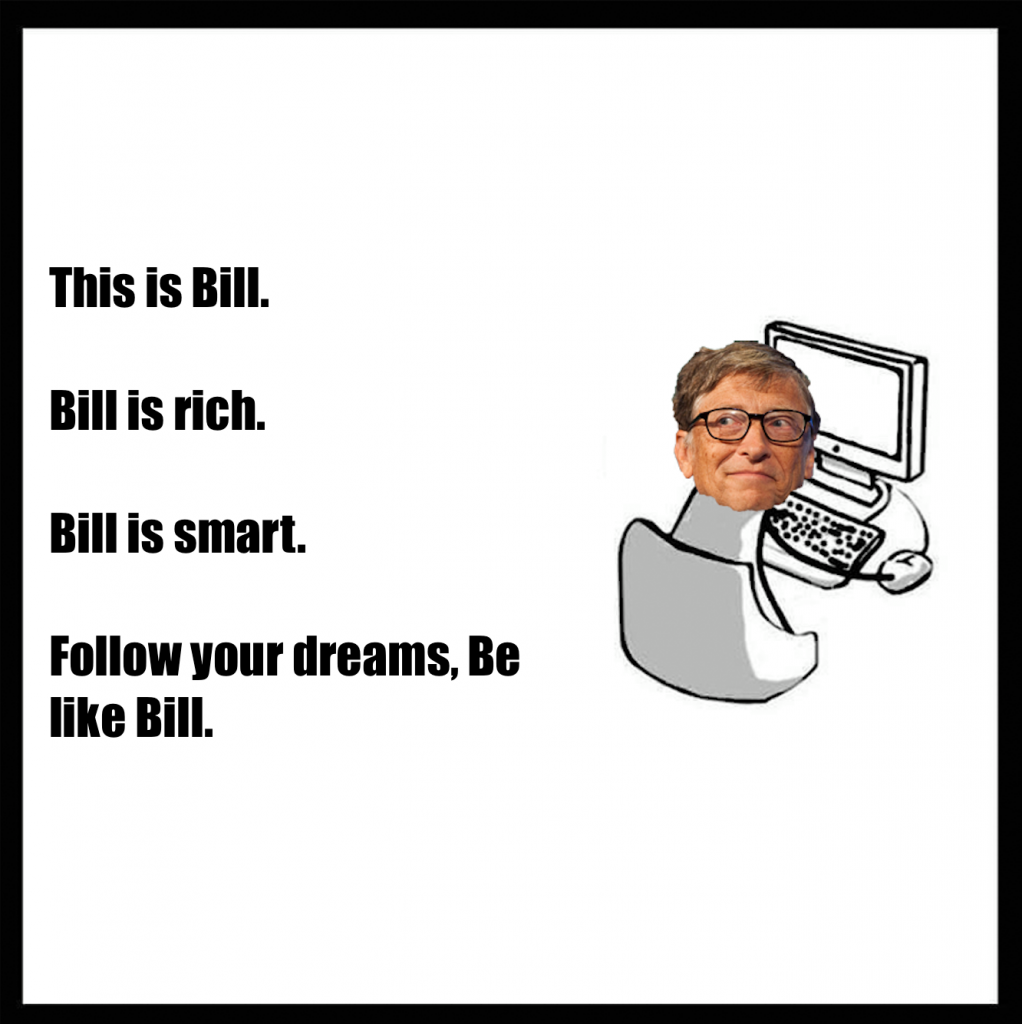 This is Bill.
Bill is rich.
Bill is smart.
Follow your dreams, Be
like Bill.